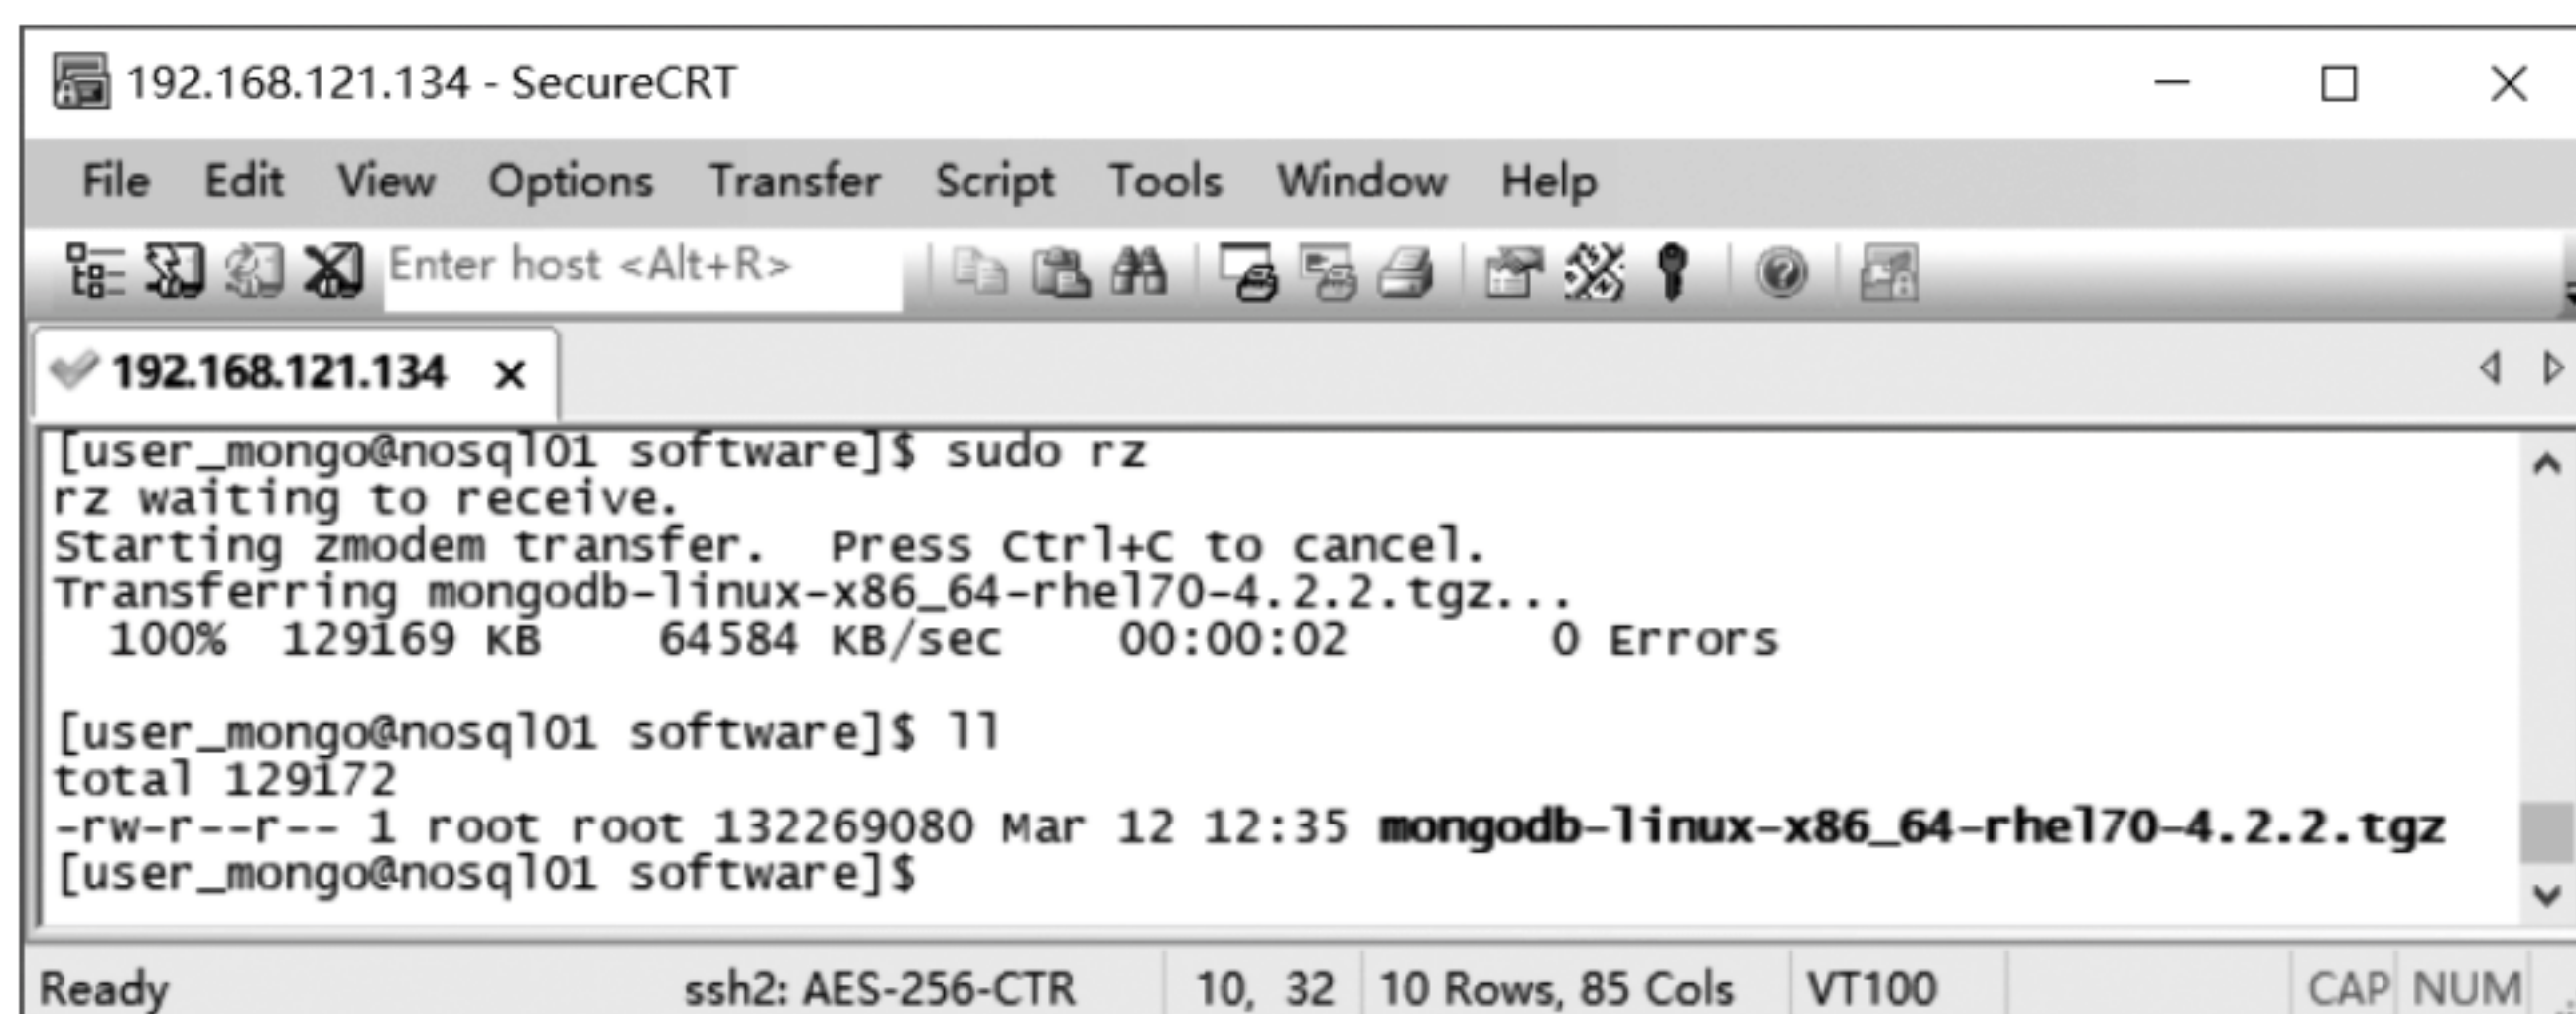 192.168.121.134 - SecureCRT
File Edit View Options Transfer Script Tools Window Help
Enter host <Alt+R>
192.168.121.134
[user_mongo@nosql01 software]$ sudo rz
rz waiting to receive.
Starting zmodem transfer.  Press Ctrl+C to cancel.
Transferring mongodb-linux-x86_64-rhel70-4.2.2.tgz...
  100%  129169 KB    64584 KB/sec    00:00:02       0 Errors
[user_mongo@nosql01 software]$ ll
total 129172
-rw-r--r-- 1 root root 132269080 Mar 12 12:35 mongodb-linux-x86_64-rhel70-4.2.2.tgz
[user_mongo@nosql01 software]$
Ready ssh2: AES-256-CTR 10, 32 10 Rows, 85 Cols VT100 CAP NUM